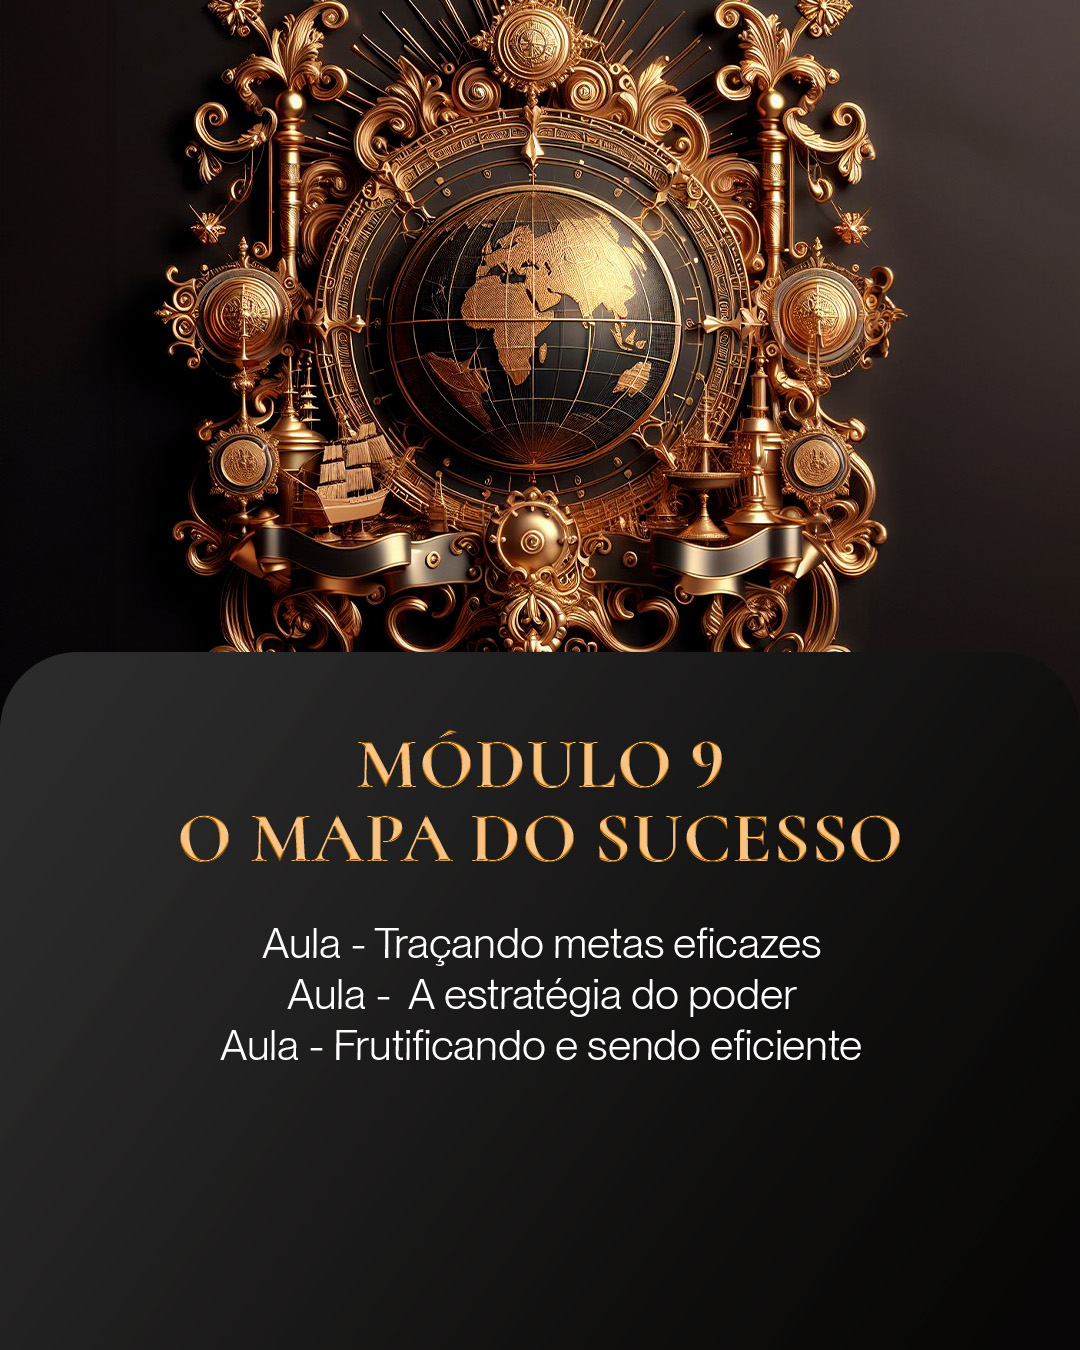 MÓDULO 9
O MAPA DO SUCESSO
Aula - Traçando metas eficazes
Aula -  A estratégia do poder
Aula - Frutificando e sendo eficiente